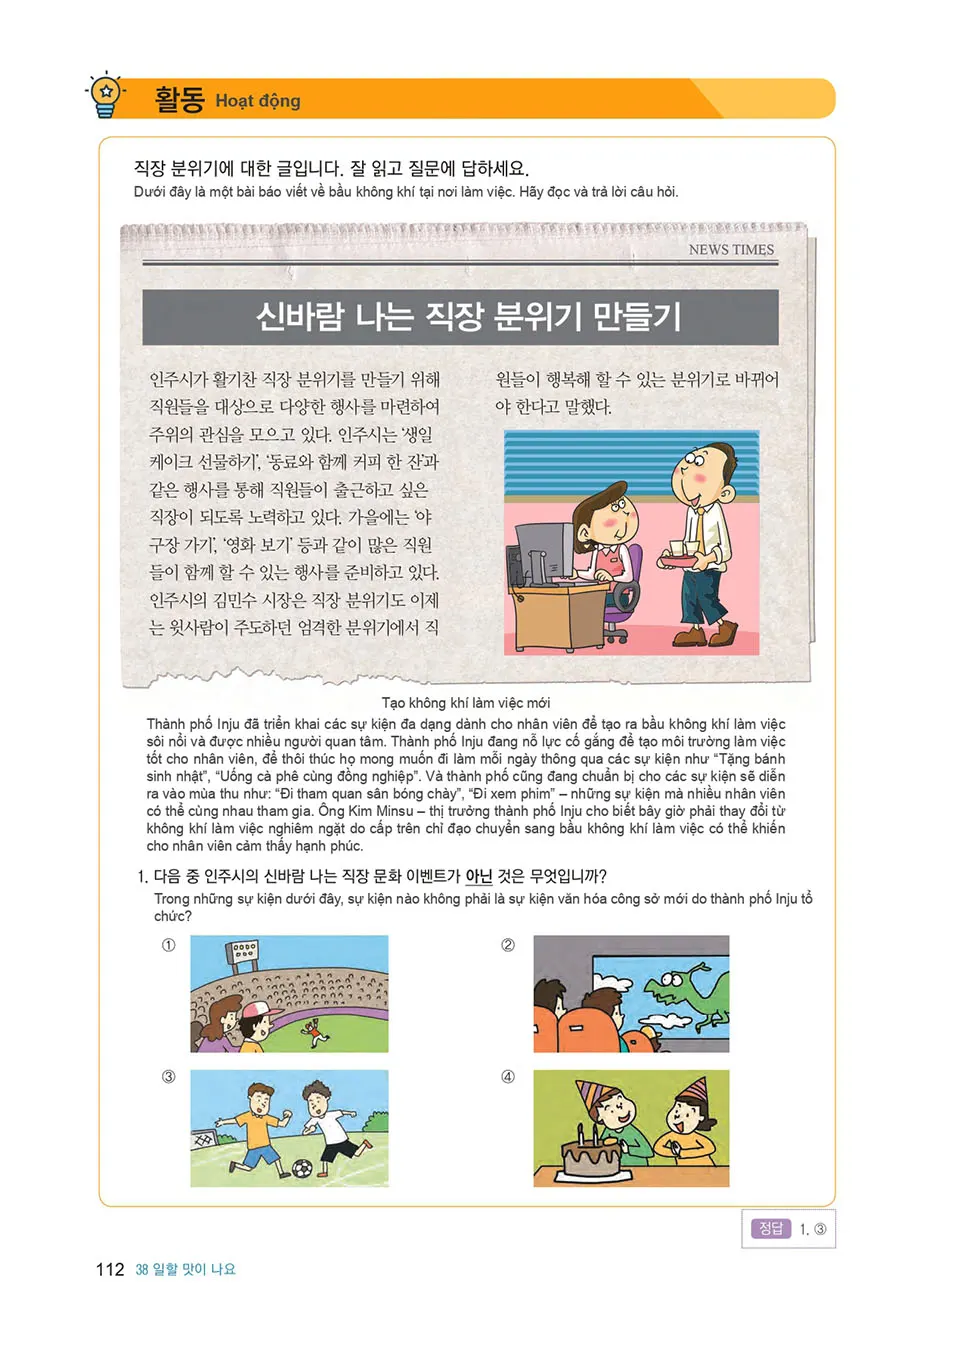 활동 Hoạt động
직장 분위기에 대한 글입니다. 잘 읽고 질문에 답하세요.
Dưới đây là một bài báo viết về bầu không khí tại nơi làm việc. Hãy đọc và trả lời câu hỏi.
NEWS TIMES
신바람 나는 직장 분위기 만들기
인주시가 활기찬 직장 분위기를 만들기 위해
직원들을 대상으로 다양한 행사를 마련하여
주위의 관심을 모으고 있다. 인주시는 ‘생일
케이크 선물하기’, ‘동료와 함께 커피 한 잔’과
같은 행사를 통해 직원들이 출근하고 싶은
직장이 되도록 노력하고 있다. 가을에는 ‘야
구장 가기’, ‘영화 보기’ 등과 같이 많은 직원
들이 함께 할 수 있는 행사를 준비하고 있다.
인주시의 김민수 시장은 직장 분위기도 이제
는 윗사람이 주도하던 엄격한 분위기에서 직
원들이 행복해 할 수 있는 분위기로 바뀌어
야 한다고 말했다.
Tạo không khí làm việc mới
Thành phố Inju đã triển khai các sự kiện đa dạng dành cho nhân viên để tạo ra bầu không khí làm việc
sôi nổi và được nhiều người quan tâm. Thành phố Inju đang nỗ lực cố gắng để tạo môi trường làm việc
tốt cho nhân viên, để thôi thúc họ mong muốn đi làm mỗi ngày thông qua các sự kiện như “Tặng bánh
sinh nhật”, “Uống cà phê cùng đồng nghiệp”. Và thành phố cũng đang chuẩn bị cho các sự kiện sẽ diễn
ra vào mùa thu như: “Đi tham quan sân bóng chày”, “Đi xem phim” – những sự kiện mà nhiều nhân viên
có thể cùng nhau tham gia. Ông Kim Minsu – thị trưởng thành phố Inju cho biết bây giờ phải thay đổi từ
không khí làm việc nghiêm ngặt do cấp trên chỉ đạo chuyển sang bầu không khí làm việc có thể khiến
cho nhân viên cảm thấy hạnh phúc.
1. 다음 중 인주시의 신바람 나는 직장 문화 이벤트가 아닌 것은 무엇입니까?
Trong những sự kiện dưới đây, sự kiện nào không phải là sự kiện văn hóa công sở mới do thành phố Inju tổ
chức?
①
②
③
④
정답 1. ③
112 38 일할 맛이 나요